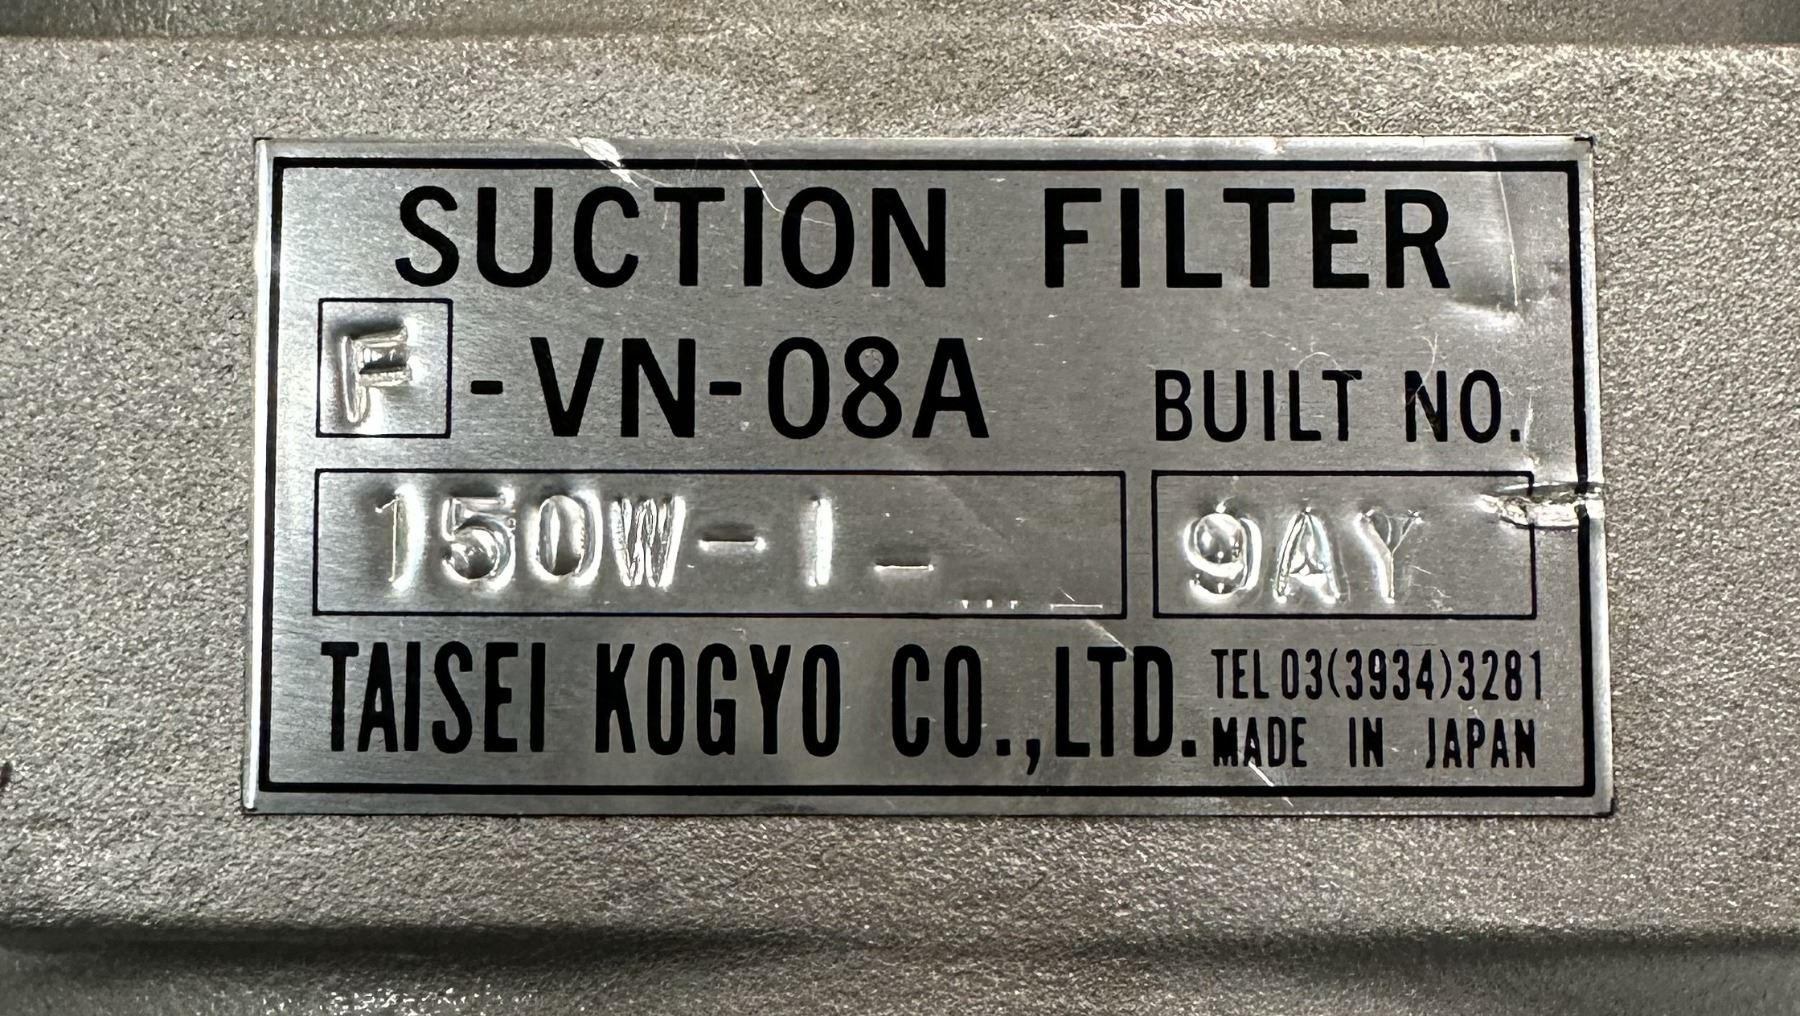 SUCTION FILTER
F-VN-08A BUILT NO.
150W-I 9AY
TAISEI KOGYO CO.,LTD. TEL 03(3934)3281
MADE IN JAPAN